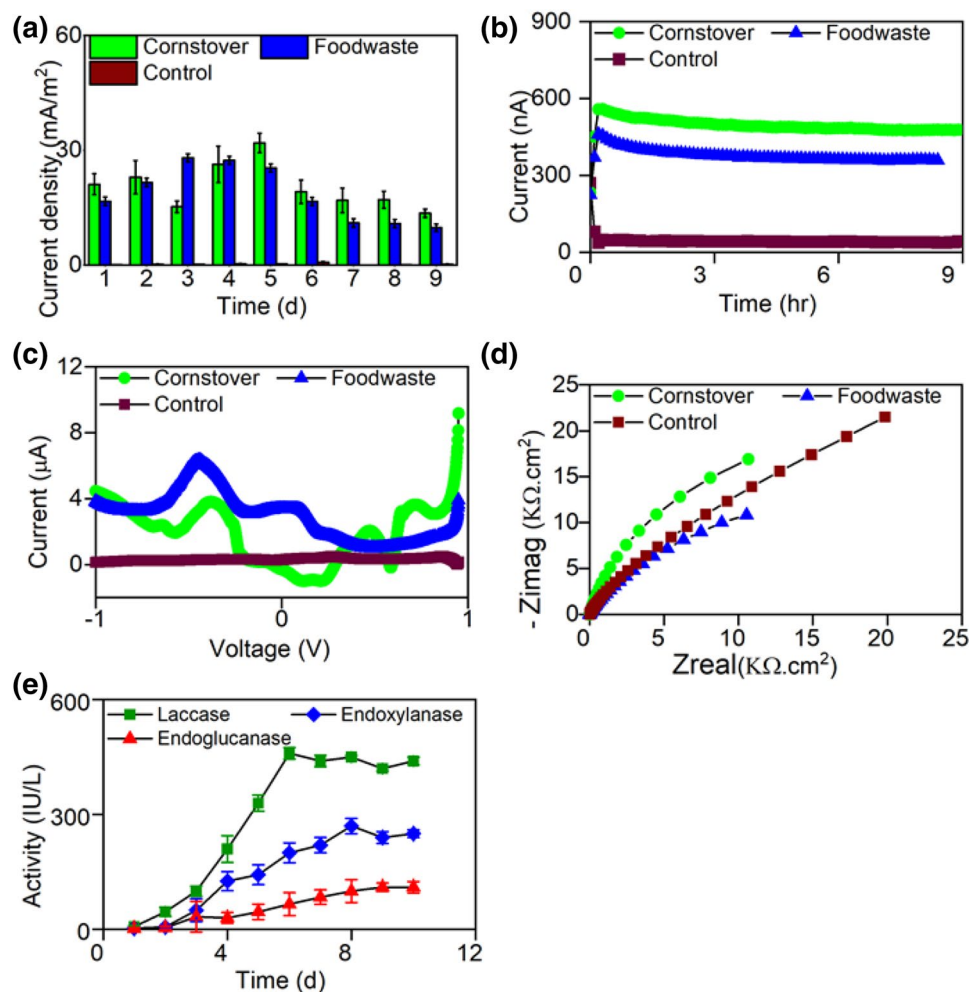 (a)
60
Cornstover
Foodwaste
Control
30
0
Current density (mA/m²)
1 2 3 4 5 6 7 8 9
Time (d)
(b)
900
Cornstover
Foodwaste
Control
600
300
0
Current (nA)
0 3 6 9
Time (hr)
(c)
12
Cornstover
Foodwaste
Control
8
4
0
Current (μA)
-1 0 1
Voltage (V)
(d)
25
Cornstover
Foodwaste
Control
20
15
10
5
0
- Zimag (KΩ.cm²)
0 5 10 15 20 25
Zreal(KΩ.cm²)
(e)
600
Laccase
Endoxylanase
Endoglucanase
300
0
Activity (IU/L)
0 4 8 12
Time (d)